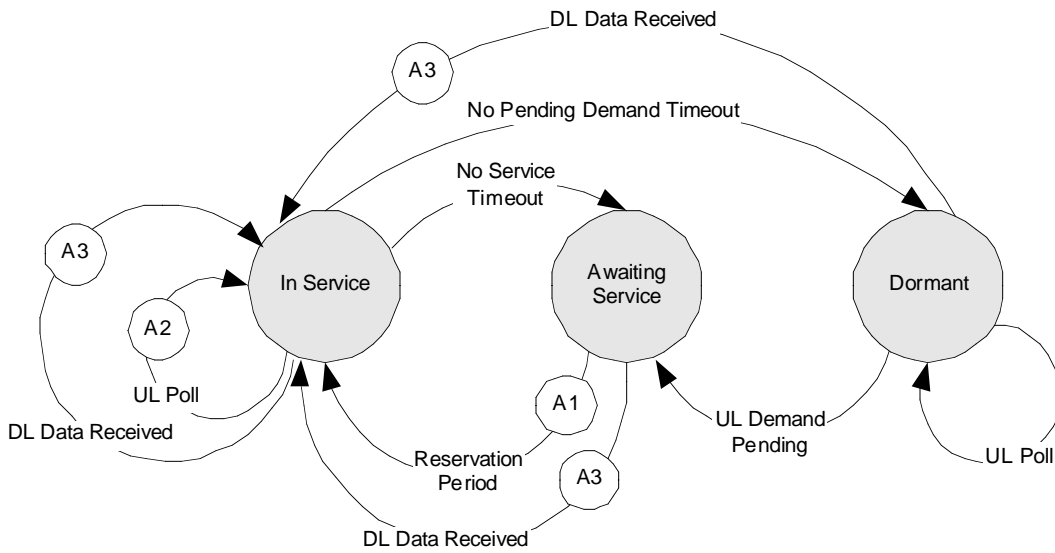 DL Data Received
A3
No Pending Demand Timeout
No Service
Timeout
A3
In Service
Awaiting
Service
Dormant
A2
UL Poll
DL Data Received
A1
UL Demand
Pending
UL Poll
Reservation
Period
A3
DL Data Received